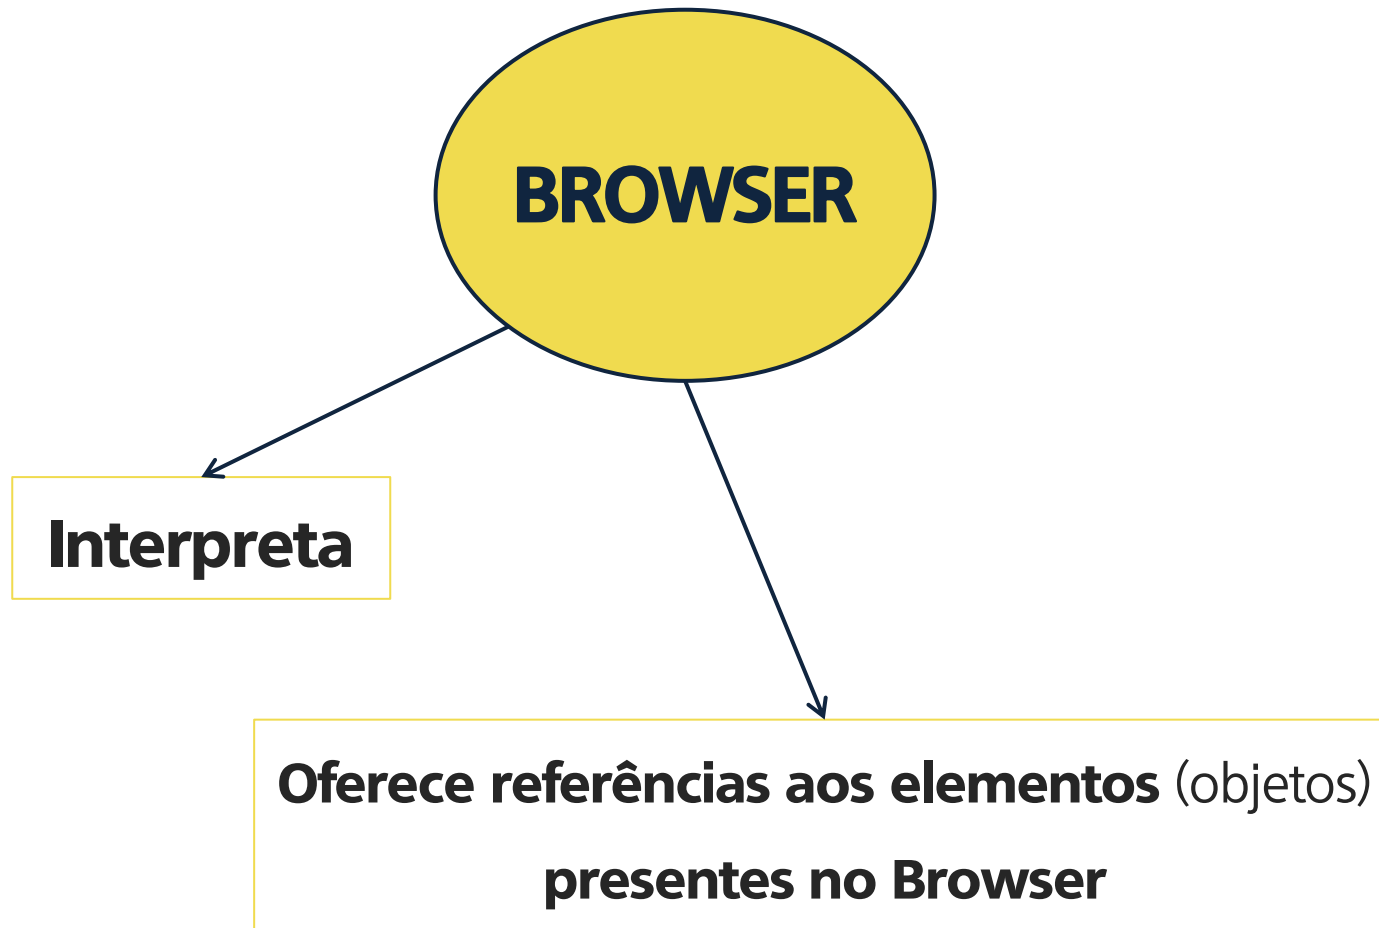 BROWSER
Interpreta
Oferece referências aos elementos (objetos)
presentes no Browser